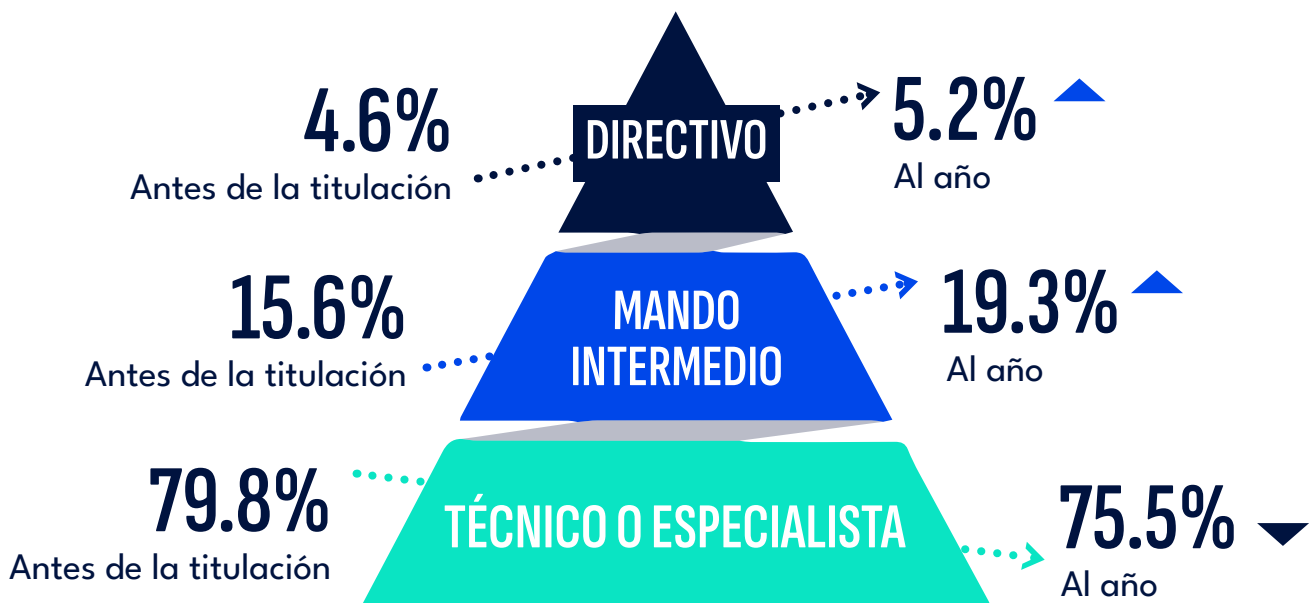 4.6%
Antes de la titulación
DIRECTIVO
5.2%
Al año
15.6%
Antes de la titulación
MANDO
INTERMEDIO
19.3%
Al año
79.8%
Antes de la titulación
TÉCNICO O ESPECIALISTA
75.5%
Al año